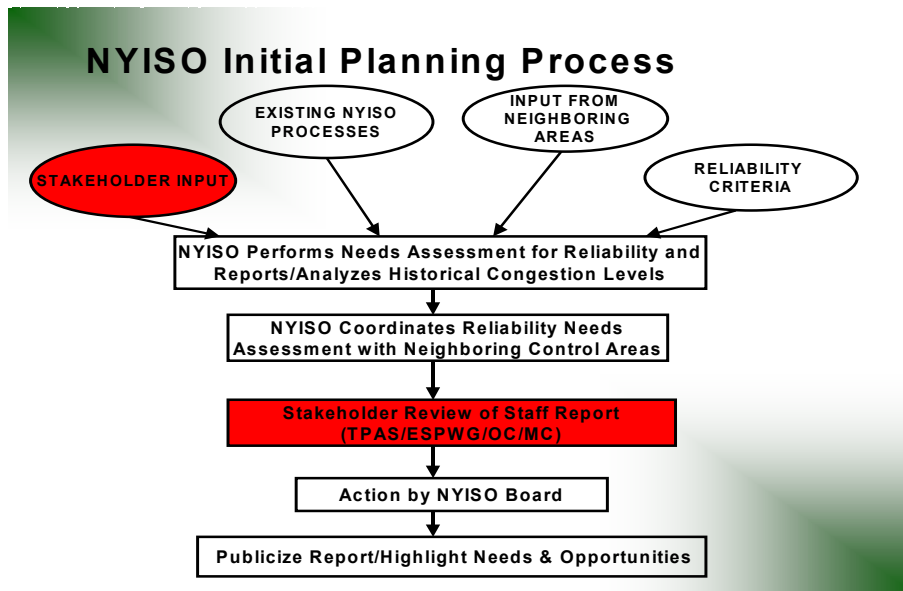 NYISO Initial Planning Process
EXISTING NYISO
PROCESSES
INPUT FROM
NEIGHBORING
AREAS
STAKEHOLDER INPUT
RELIABILITY
CRITERIA
NYISO Performs Needs Assessment for Reliability and
Reports/Analyzes Historical Congestion Levels
NYISO Coordinates Reliability Needs
Assessment with Neighboring Control Areas
Stakeholder Review of Staff Report
(TPAS/ESPWG/OC/MC)
Action by NYISO Board
Publicize Report/Highlight Needs & Opportunities